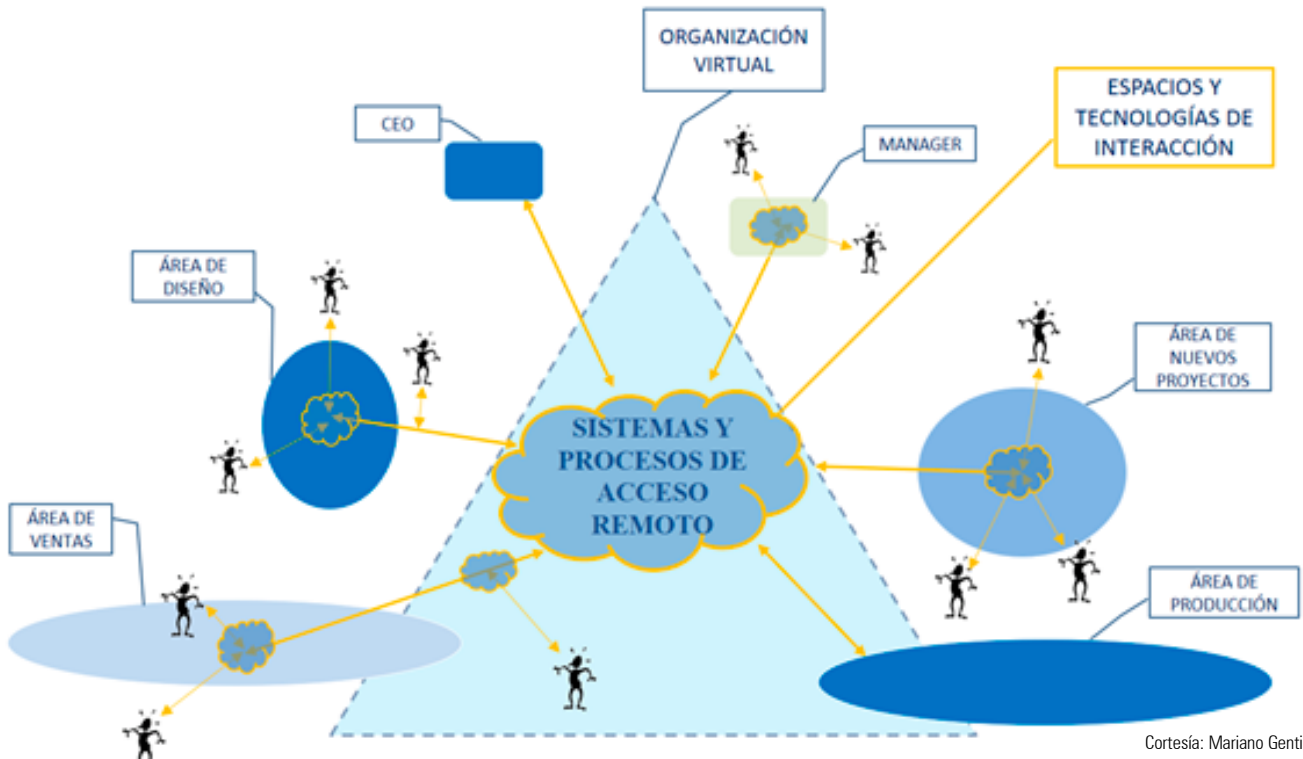 ORGANIZACIÓN
VIRTUAL
ESPACIOS Y
TECNOLOGÍAS DE
INTERACCIÓN
CEO
MANAGER
ÁREA DE
DISEÑO
ÁREA DE
NUEVOS
PROYECTOS
SISTEMAS Y
PROCESOS DE
ACCESO
REMOTO
ÁREA DE
VENTAS
ÁREA DE
PRODUCCIÓN
Cortesía: Mariano Genti